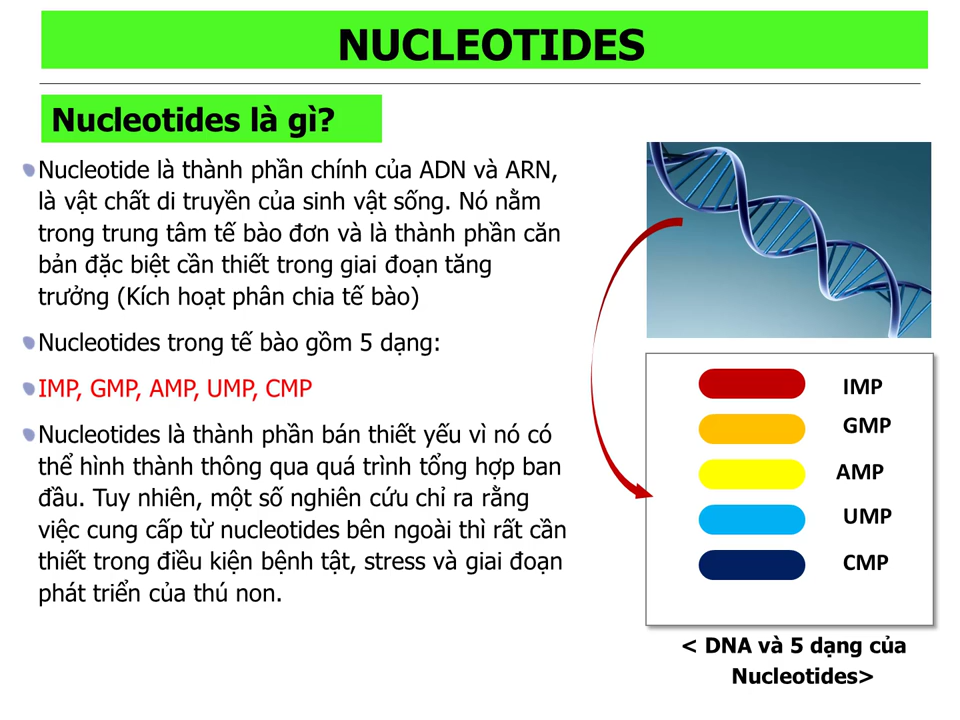 NUCLEOTIDES
Nucleotides là gì?
Nucleotide là thành phần chính của ADN và ARN,
là vật chất di truyền của sinh vật sống. Nó nằm
trong trung tâm tế bào đơn và là thành phần căn
bản đặc biệt cần thiết trong giai đoạn tăng
trưởng (Kích hoạt phân chia tế bào)
Nucleotides trong tế bào gồm 5 dạng:
IMP, GMP, AMP, UMP, CMP
Nucleotides là thành phần bán thiết yếu vì nó có
thể hình thành thông qua quá trình tổng hợp ban
đầu. Tuy nhiên, một số nghiên cứu chỉ ra rằng
việc cung cấp từ nucleotides bên ngoài thì rất cần
thiết trong điều kiện bệnh tật, stress và giai đoạn
phát triển của thú non.
IMP
GMP
AMP
UMP
CMP
< DNA và 5 dạng của
Nucleotides>